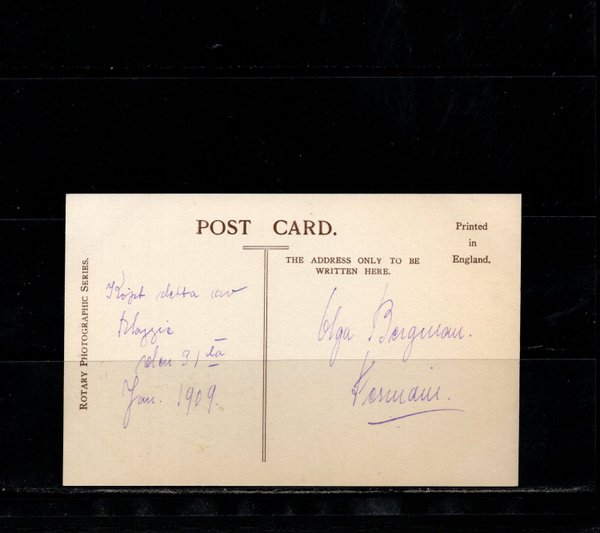 POST CARD.
Printed
in
England.
THE ADDRESS ONLY TO BE
WRITTEN HERE.
ROTARY PHOTOGRAPHIC SERIES.
Köpt detta av
den 31 sta
Jan. 1909.
Olga Bergman.